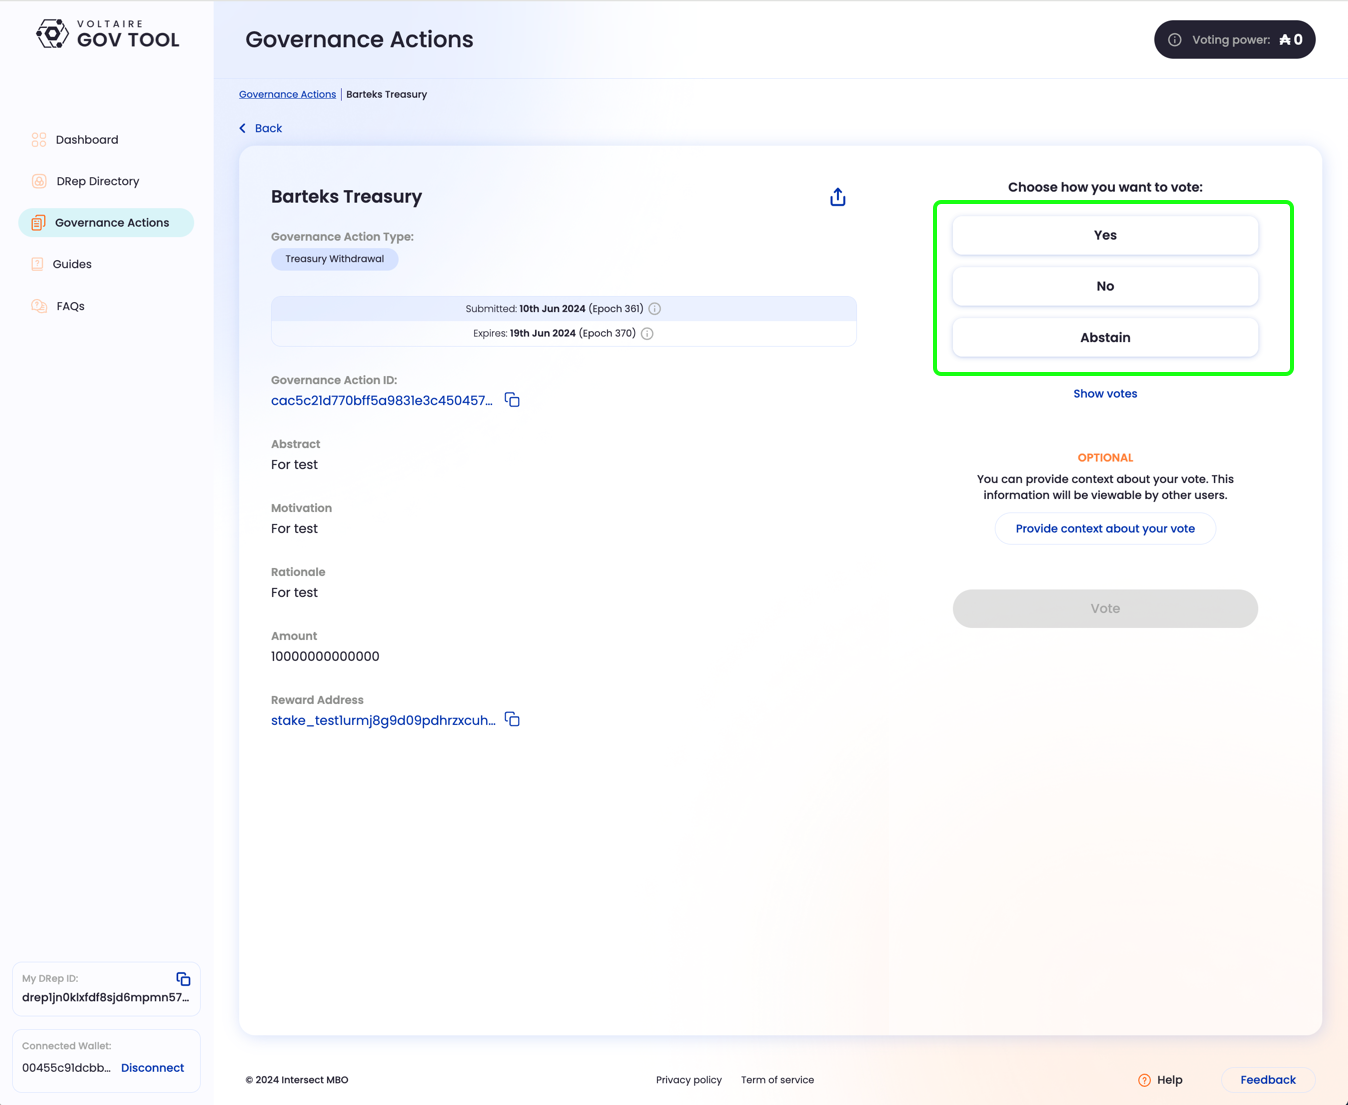 VOLTAIRE
GOV TOOL
Governance Actions
Voting power: ₳ 0
Dashboard
DRep Directory
Governance Actions
Guides
FAQs
Governance Actions | Barteks Treasury
Back
Barteks Treasury
Governance Action Type:
Treasury Withdrawal
Submitted: 10th Jun 2024 (Epoch 361)
Expires: 19th Jun 2024 (Epoch 370)
Governance Action ID:
cac5c21d770bff5a9831e3c450457...
Abstract
For test
Motivation
For test
Rationale
For test
Amount
10000000000000
Reward Address
stake_test1urmj8g9d09pdhrzxcuh...
Choose how you want to vote:
Yes
No
Abstain
Show votes
OPTIONAL
You can provide context about your vote. This
information will be viewable by other users.
Provide context about your vote
Vote
My DRep ID:
drep1jn0klxfdf8sjd6mpmn57...
Connected Wallet:
00455c91dcbb... Disconnect
© 2024 Intersect MBO
Privacy policy
Term of service
Help
Feedback